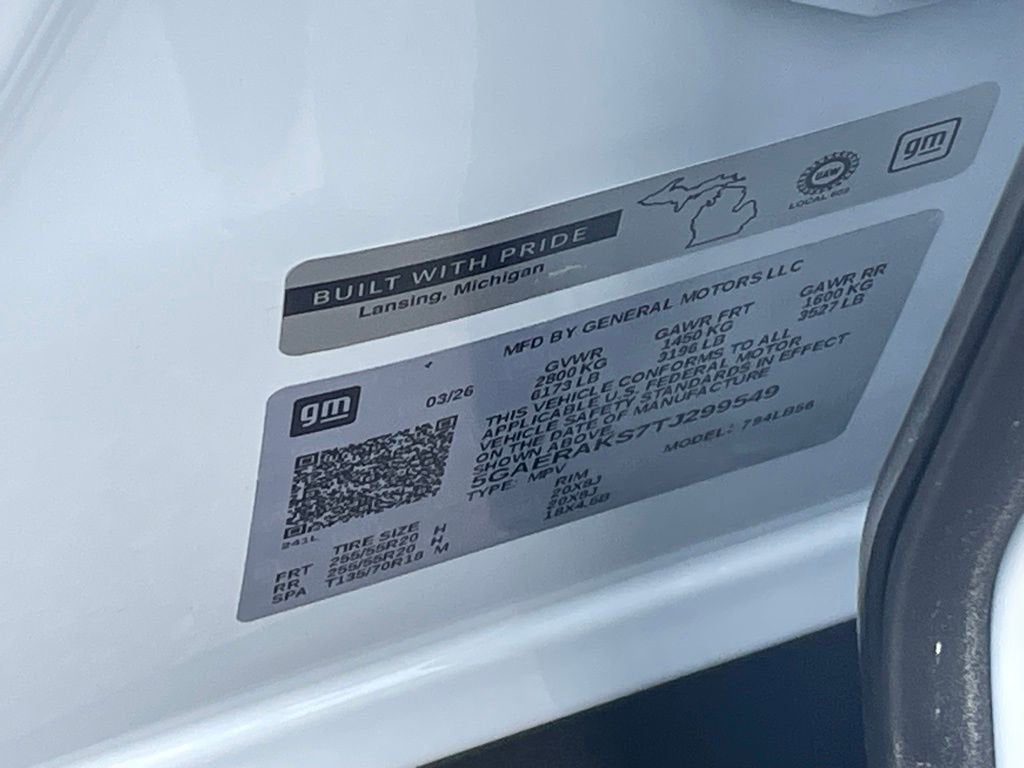 BUILT WITH PRIDE
Lansing, Michigan
UAW
LOCAL 602
gm
MFD BY GENERAL MOTORS LLC
gm
03/26
GVWR GAWR FRT GAWR RR
2800 KG 1450 KG 1600 KG
6173 LB 3196 LB 3527 LB
THIS VEHICLE CONFORMS TO ALL
APPLICABLE U.S. FEDERAL MOTOR
VEHICLE SAFETY STANDARDS IN EFFECT
ON THE DATE OF MANUFACTURE
SHOWN ABOVE.
5GAERAKS7TJ299549
TYPE: MPV MODEL: 794LB56
241L
TIRE SIZE RIM
FRT 255/55R20 H 20X8J
RR 255/55R20 H 20X8J
SPA T135/70R18 M 18X4.5B